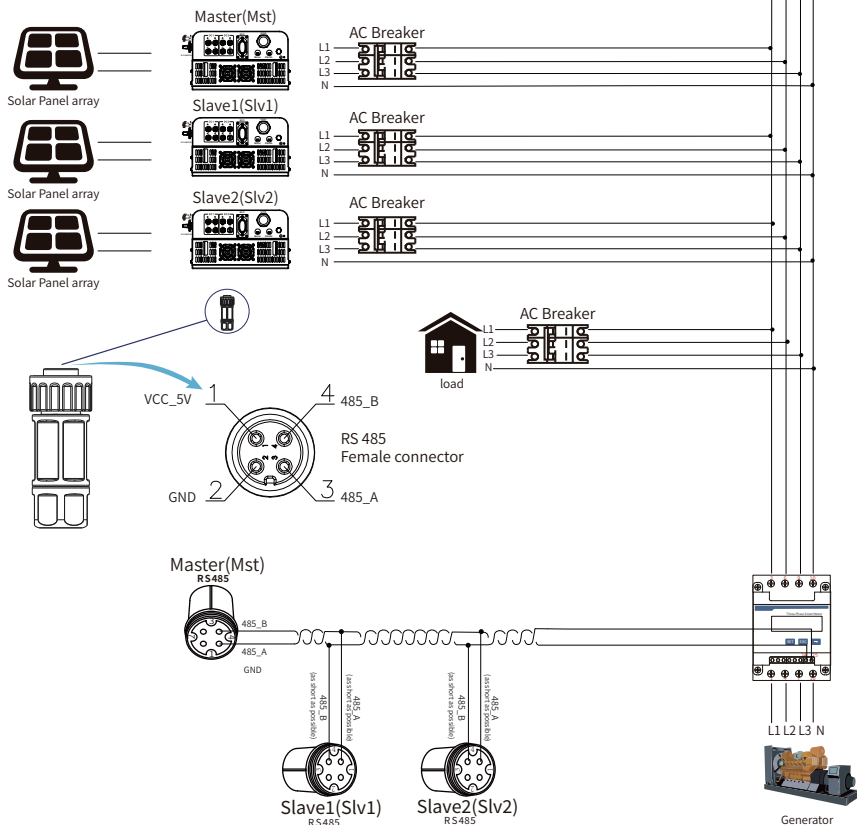 Master(Mst)
AC Breaker
L1
L2
L3
N
Solar Panel array
Slave1(Slv1)
AC Breaker
L1
L2
L3
N
Solar Panel array
Slave2(Slv2)
AC Breaker
L1
L2
L3
N
Solar Panel array
AC Breaker
L1
L2
L3
N
load
VCC_5V
1
4
485_B
RS 485
Female connector
1
4
2
3
GND
2
3
485_A
Master(Mst)
RS485
485_B
485_A
GND
485_B
(as short as possible)
485_A
(as short as possible)
485_B
(as short as possible)
485_A
(as short as possible)
Slave1(Slv1)
RS485
Slave2(Slv2)
RS485
L1 L2 L3 N
Generator